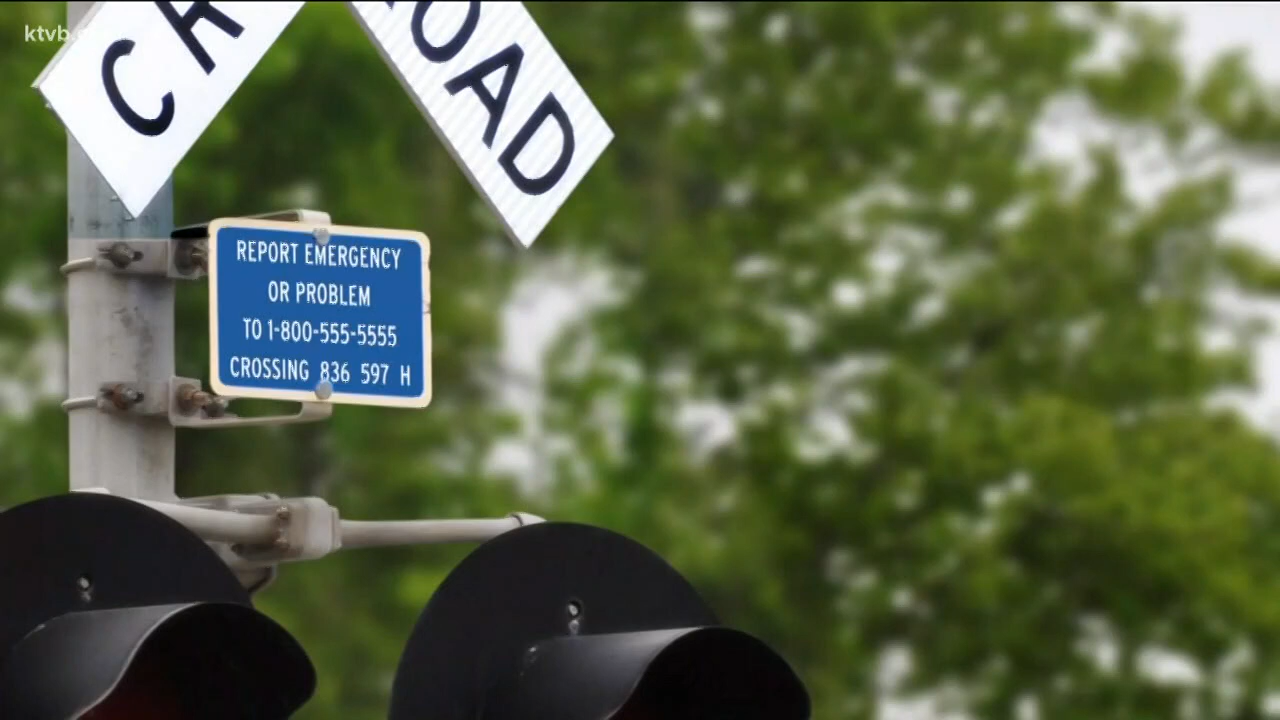 ktvb.c
CR
OAD
REPORT EMERGENCY
OR PROBLEM
TO 1-800-555-5555
CROSSING 836 597 H